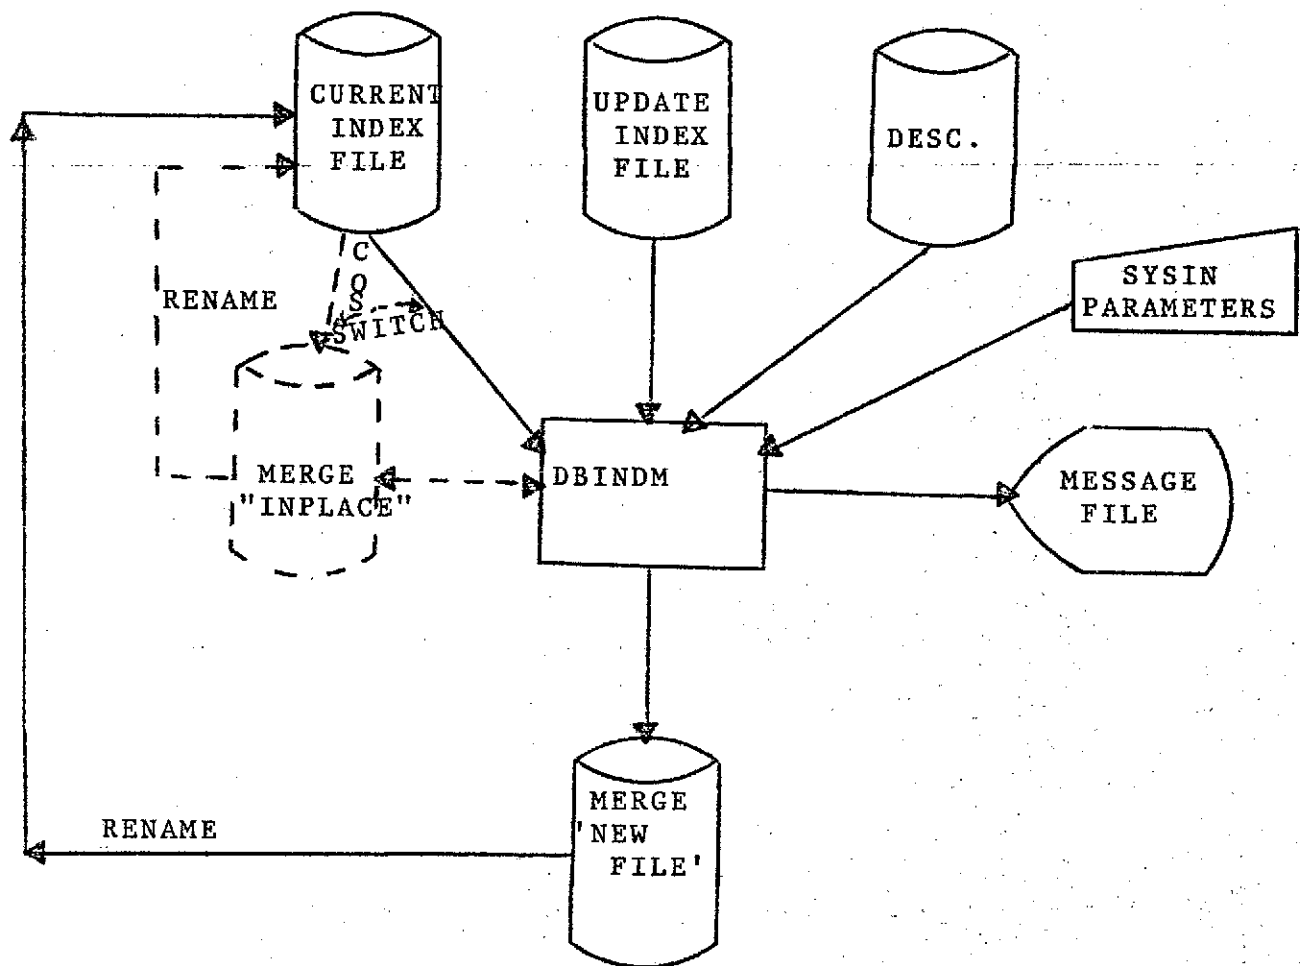 CURRENT
INDEX
FILE
UPDATE
INDEX
FILE
DESC.
SYSIN
PARAMETERS
RENAME
C
O
S
SWITCH
MERGE
"INPLACE"
DBINDM
MESSAGE
FILE
MERGE
'NEW
FILE'
RENAME